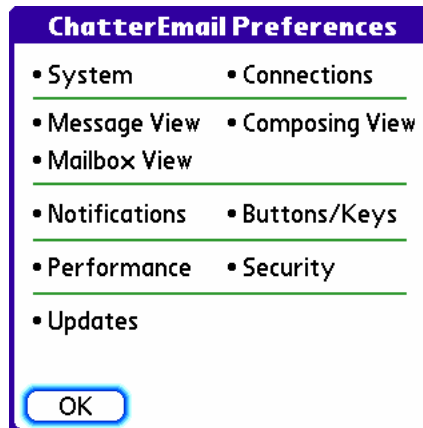 ChatterEmail Preferences
• System • Connections
• Message View • Composing View
• Mailbox View
• Notifications • Buttons/Keys
• Performance • Security
• Updates
OK